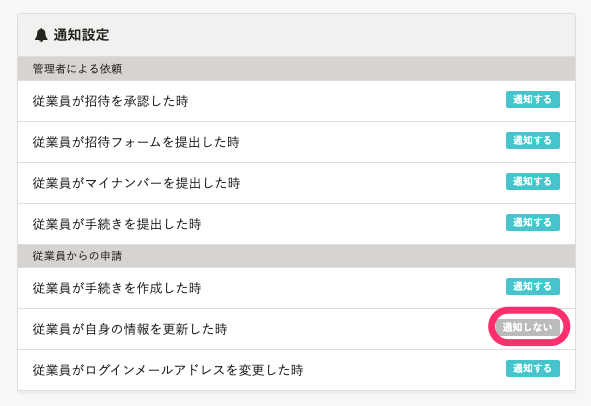 通知設定
管理者による依頼
従業員が招待を承認した時 通知する
従業員が招待フォームを提出した時 通知する
従業員がマイナンバーを提出した時 通知する
従業員が手続きを提出した時 通知する
従業員からの申請
従業員が手続きを作成した時 通知する
従業員が自身の情報を更新した時 通知しない
従業員がログインメールアドレスを変更した時 通知する